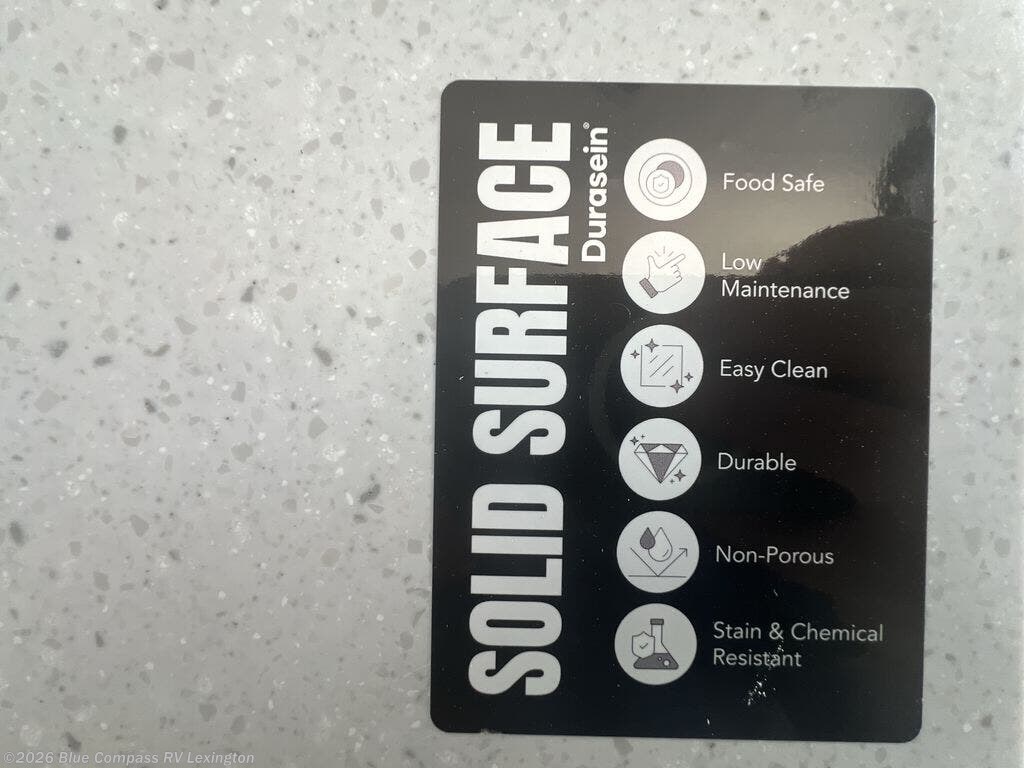 SOLID SURFACE
Durasein®
Food Safe
Low
Maintenance
Easy Clean
Durable
Non-Porous
Stain & Chemical
Resistant
©2026 Blue Compass RV Lexington